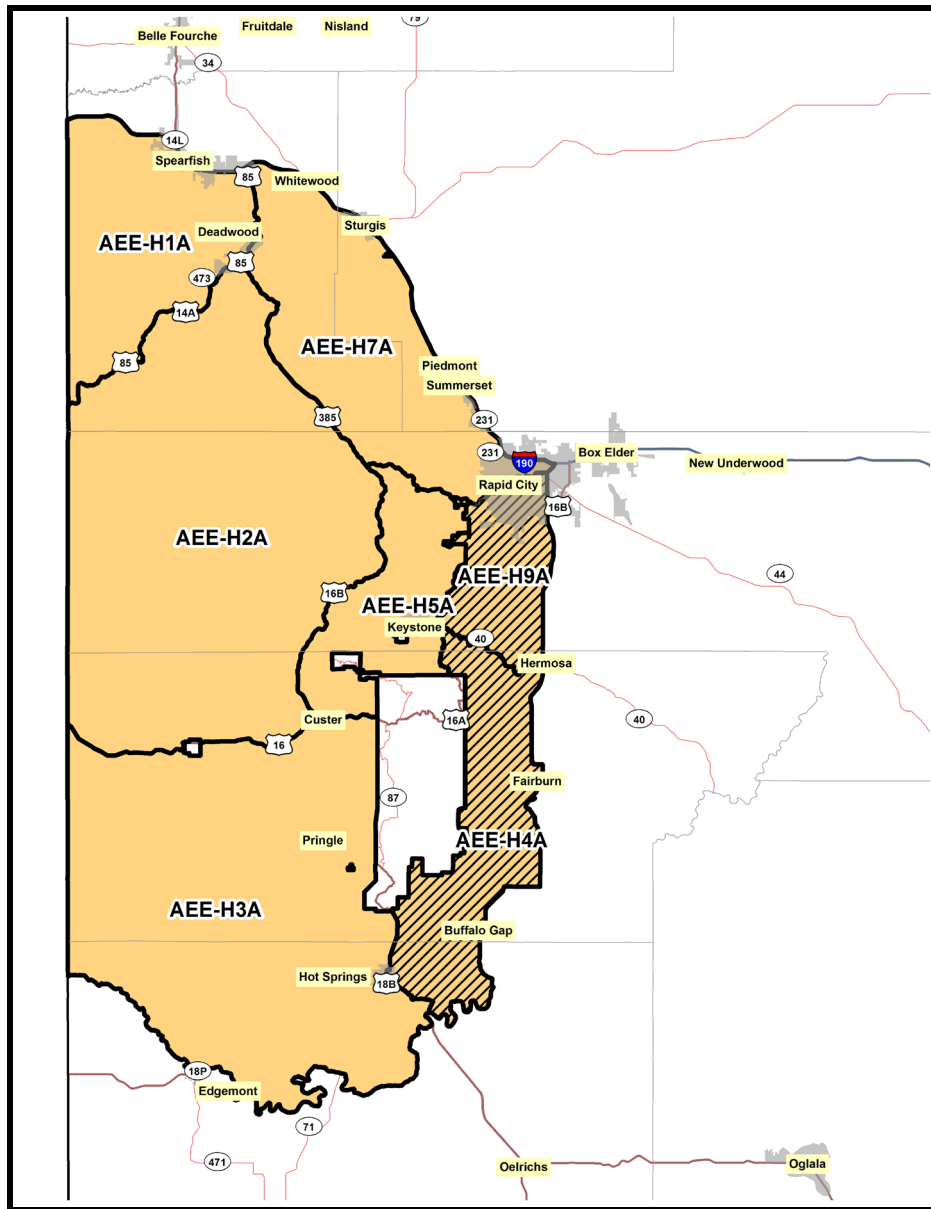 79
Fruitdale
Nisland
Belle Fourche
34
14L
Spearfish
85
Whitewood
Sturgis
Deadwood
AEE-H1A
85
473
14A
AEE-H7A
85
Piedmont
Summerset
385
231
231
190
Box Elder
New Underwood
Rapid City
16B
AEE-H2A
44
AEE-H9A
16B
AEE-H5A
Keystone
40
Hermosa
Custer
16A
40
16
Fairburn
87
Pringle
AEE-H4A
AEE-H3A
Buffalo Gap
Hot Springs
18B
18P
Edgemont
71
471
Oelrichs
Oglala